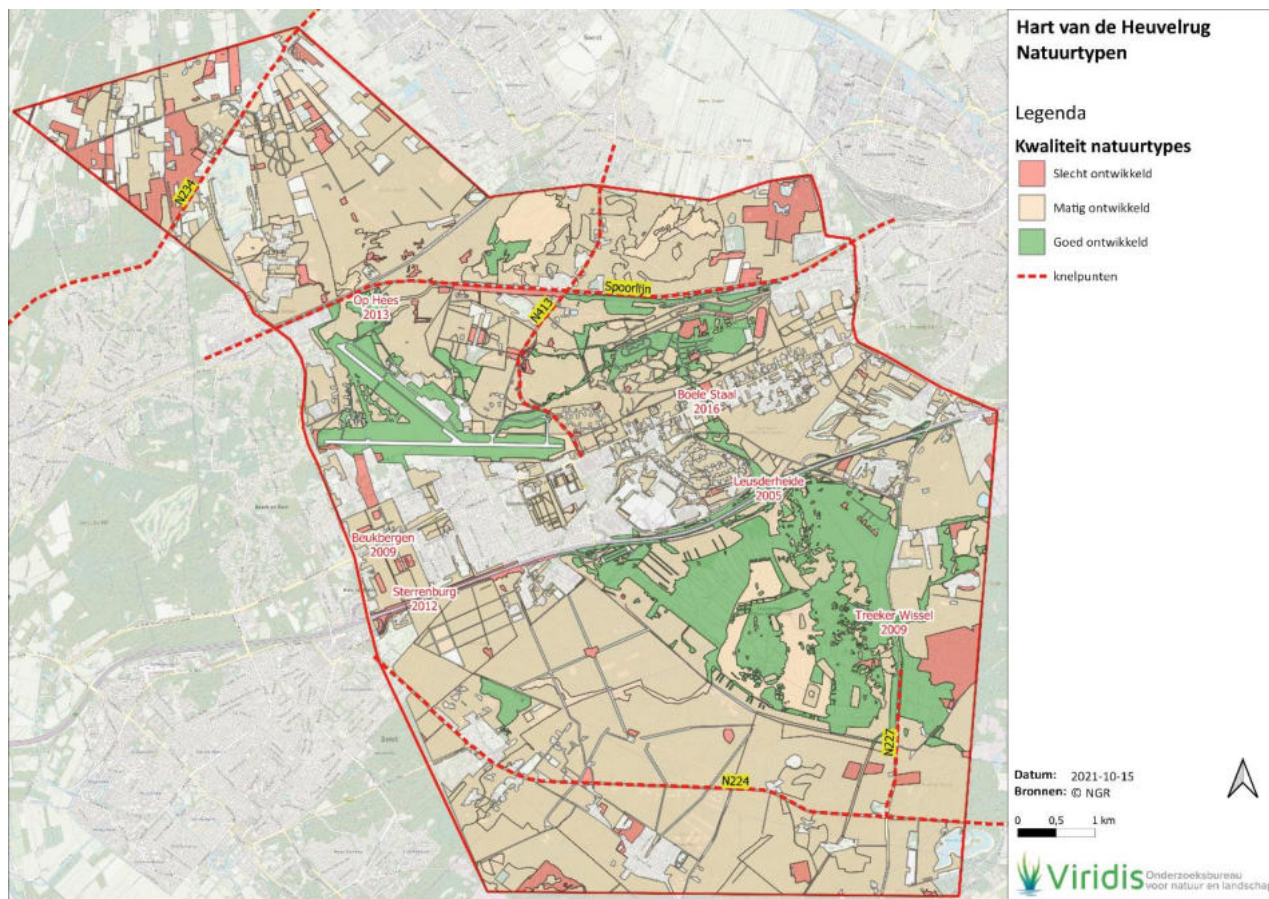 Hart van de Heuvelrug
Natuurtypen
Legenda
Kwaliteit natuurtypes
Slecht ontwikkeld
Matig ontwikkeld
Goed ontwikkeld
knelpunten
N234
Op Hees
2013
Spoorlijn
N413
Boele Staal
2016
Leusderheide
2005
Beukbergen
2009
Sterrenburg
2012
Treeker Wissel
2009
N227
N224
Datum: 2021-10-15
Bronnen: © NGR
0 0,5 1 km
Viridis Onderzoeksbureau
voor natuur en landschap